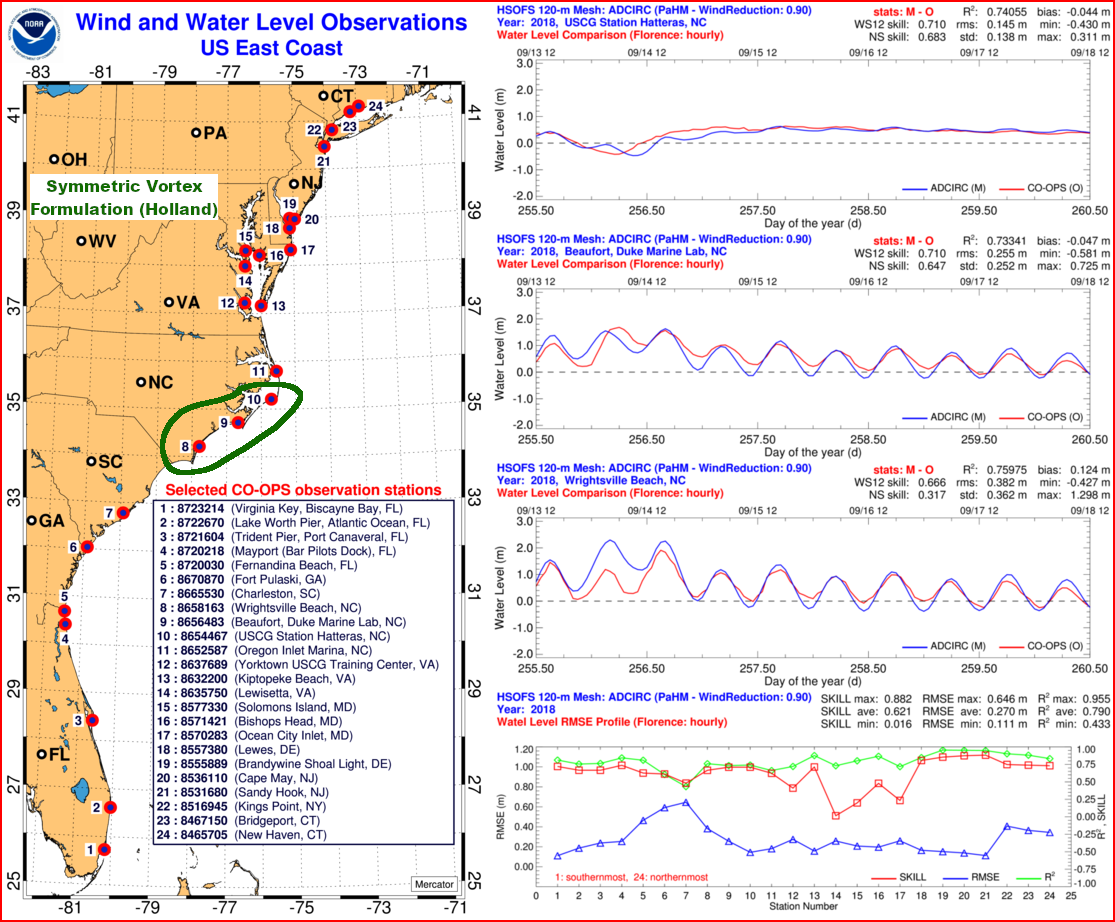 NOAA
Wind and Water Level Observations
US East Coast
-83 -81 -79 -77 -76 -75 -73 -71
41 41
39 39
37 37
35 35
33 33
31 31
29 29
27 27
25 25
-81 -79 -77 -75 -73 -71
CT
PA
OH
NJ
WV
VA
NC
SC
GA
FL
Symmetric Vortex
Formulation (Holland)
24
23
22
21
20
19
18
17
16
15
14
13
12
11
10
9
8
7
6
5
4
3
2
1
Selected CO-OPS observation stations
1 : 8723214 (Virginia Key, Biscayne Bay, FL)
2 : 8722670 (Lake Worth Pier, Atlantic Ocean, FL)
3 : 8721604 (Trident Pier, Port Canaveral, FL)
4 : 8720218 (Mayport (Bar Pilots Dock), FL)
5 : 8720030 (Fernandina Beach, FL)
6 : 8670870 (Fort Pulaski, GA)
7 : 8665530 (Charleston, SC)
8 : 8658163 (Wrightsville Beach, NC)
9 : 8656483 (Beaufort, Duke Marine Lab, NC)
10 : 8654467 (USCG Station Hatteras, NC)
11 : 8652587 (Oregon Inlet Marina, NC)
12 : 8637689 (Yorktown USCG Training Center, VA)
13 : 8632200 (Kiptopeke Beach, VA)
14 : 8635750 (Lewisetta, VA)
15 : 8577330 (Solomons Island, MD)
16 : 8571421 (Bishops Head, MD)
17 : 8570283 (Ocean City Inlet, MD)
18 : 8557380 (Lewes, DE)
19 : 8555889 (Brandywine Shoal Light, DE)
20 : 8536110 (Cape May, NJ)
21 : 8531680 (Sandy Hook, NJ)
22 : 8516945 (Kings Point, NY)
23 : 8467150 (Bridgeport, CT)
24 : 8465705 (New Haven, CT)
Mercator
HSOFS 120-m Mesh: ADCIRC (PaHM - WindReduction: 0.90) stats: M - O R²: 0.74055 bias: -0.044 m
Year: 2018, USCG Station Hatteras, NC WS12 skill: 0.710 rms: 0.145 m min: -0.430 m
Water Level Comparison (Florence: hourly) NS skill: 0.683 std: 0.138 m max: 0.311 m
09/13 12 09/14 12 09/15 12 09/16 12 09/17 12 09/18 12
3.0
2.0
1.0
0.0
-1.0
-2.0
Water Level (m)
ADCIRC (M) CO-OPS (O)
255.50 256.50 257.50 258.50 259.50 260.50
Day of the year (d)
HSOFS 120-m Mesh: ADCIRC (PaHM - WindReduction: 0.90) stats: M - O R²: 0.73341 bias: -0.047 m
Year: 2018, Beaufort, Duke Marine Lab, NC WS12 skill: 0.710 rms: 0.255 m min: -0.581 m
Water Level Comparison (Florence: hourly) NS skill: 0.647 std: 0.252 m max: 0.725 m
09/13 12 09/14 12 09/15 12 09/16 12 09/17 12 09/18 12
3.0
2.0
1.0
0.0
-1.0
-2.0
Water Level (m)
ADCIRC (M) CO-OPS (O)
255.50 256.50 257.50 258.50 259.50 260.50
Day of the year (d)
HSOFS 120-m Mesh: ADCIRC (PaHM - WindReduction: 0.90) stats: M - O R²: 0.75975 bias: 0.124 m
Year: 2018, Wrightsville Beach, NC WS12 skill: 0.666 rms: 0.382 m min: -0.427 m
Water Level Comparison (Florence: hourly) NS skill: 0.317 std: 0.362 m max: 1.298 m
09/13 12 09/14 12 09/15 12 09/16 12 09/17 12 09/18 12
3.0
2.0
1.0
0.0
-1.0
-2.0
Water Level (m)
ADCIRC (M) CO-OPS (O)
255.50 256.50 257.50 258.50 259.50 260.50
Day of the year (d)
HSOFS 120-m Mesh: ADCIRC (PaHM - WindReduction: 0.90) SKILL max: 0.882 RMSE max: 0.646 m R² max: 0.955
Year: 2018 SKILL ave: 0.621 RMSE ave: 0.270 m R² ave: 0.790
Watel Level RMSE Profile (Florence: hourly) SKILL min: 0.016 RMSE min: 0.111 m R² min: 0.433
1.20
1.00
0.80
0.60
0.40
0.20
0.00
RMSE (m)
1.00
0.75
0.50
0.25
0.00
-0.25
-0.50
-0.75
-1.00
R², SKILL
1: southernmost, 24: northernmost
SKILL RMSE R²
0 1 2 3 4 5 6 7 8 9 10 11 12 13 14 15 16 17 18 19 20 21 22 23 24 25
Station Number